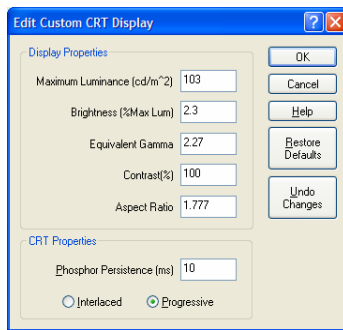 Edit Custom CRT Display
Display Properties
Maximum Luminance (cd/m^2) 103
Brightness (%Max Lum) 2.3
Equivalent Gamma 2.27
Contrast(%) 100
Aspect Ratio 1.777
CRT Properties
Phosphor Persistence (ms) 10
Interlaced Progressive
OK
Cancel
Help
Restore
Defaults
Undo
Changes